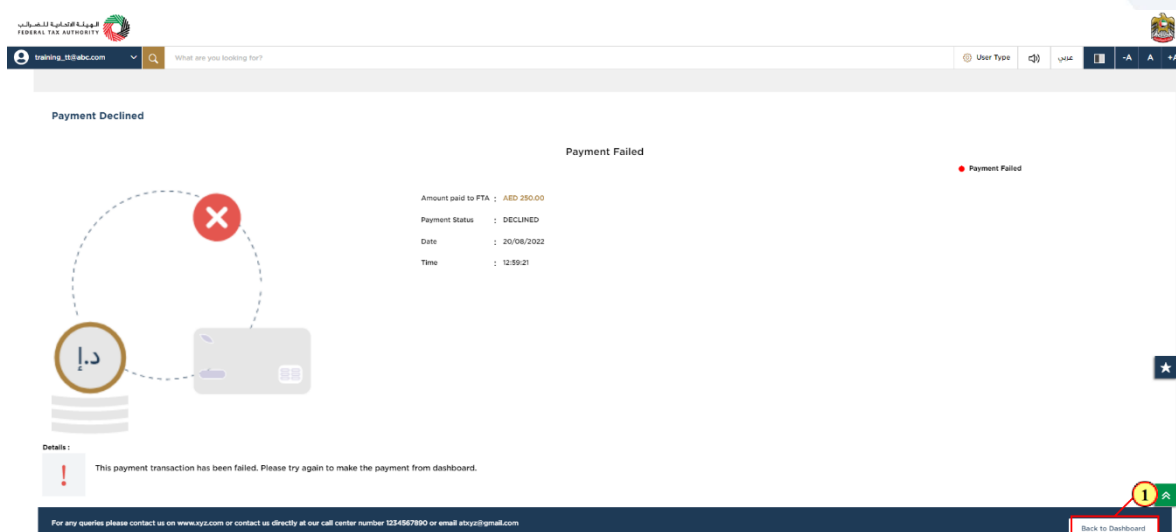 الهيئة الاتحادية للضرائب
FEDERAL TAX AUTHORITY
training_tt@abc.com
What are you looking for?
User Type
عربي
-A
A
+A
Payment Declined
Payment Failed
Payment Failed
Amount paid to FTA : AED 250.00
Payment Status : DECLINED
Date : 20/08/2022
Time : 12:59:21
د.إ
Details :
This payment transaction has been failed. Please try again to make the payment from dashboard.
1
For any queries please contact us on www.xyz.com or contact us directly at our call center number 1234567890 or email atxyz@gmail.com
Back to Dashboard